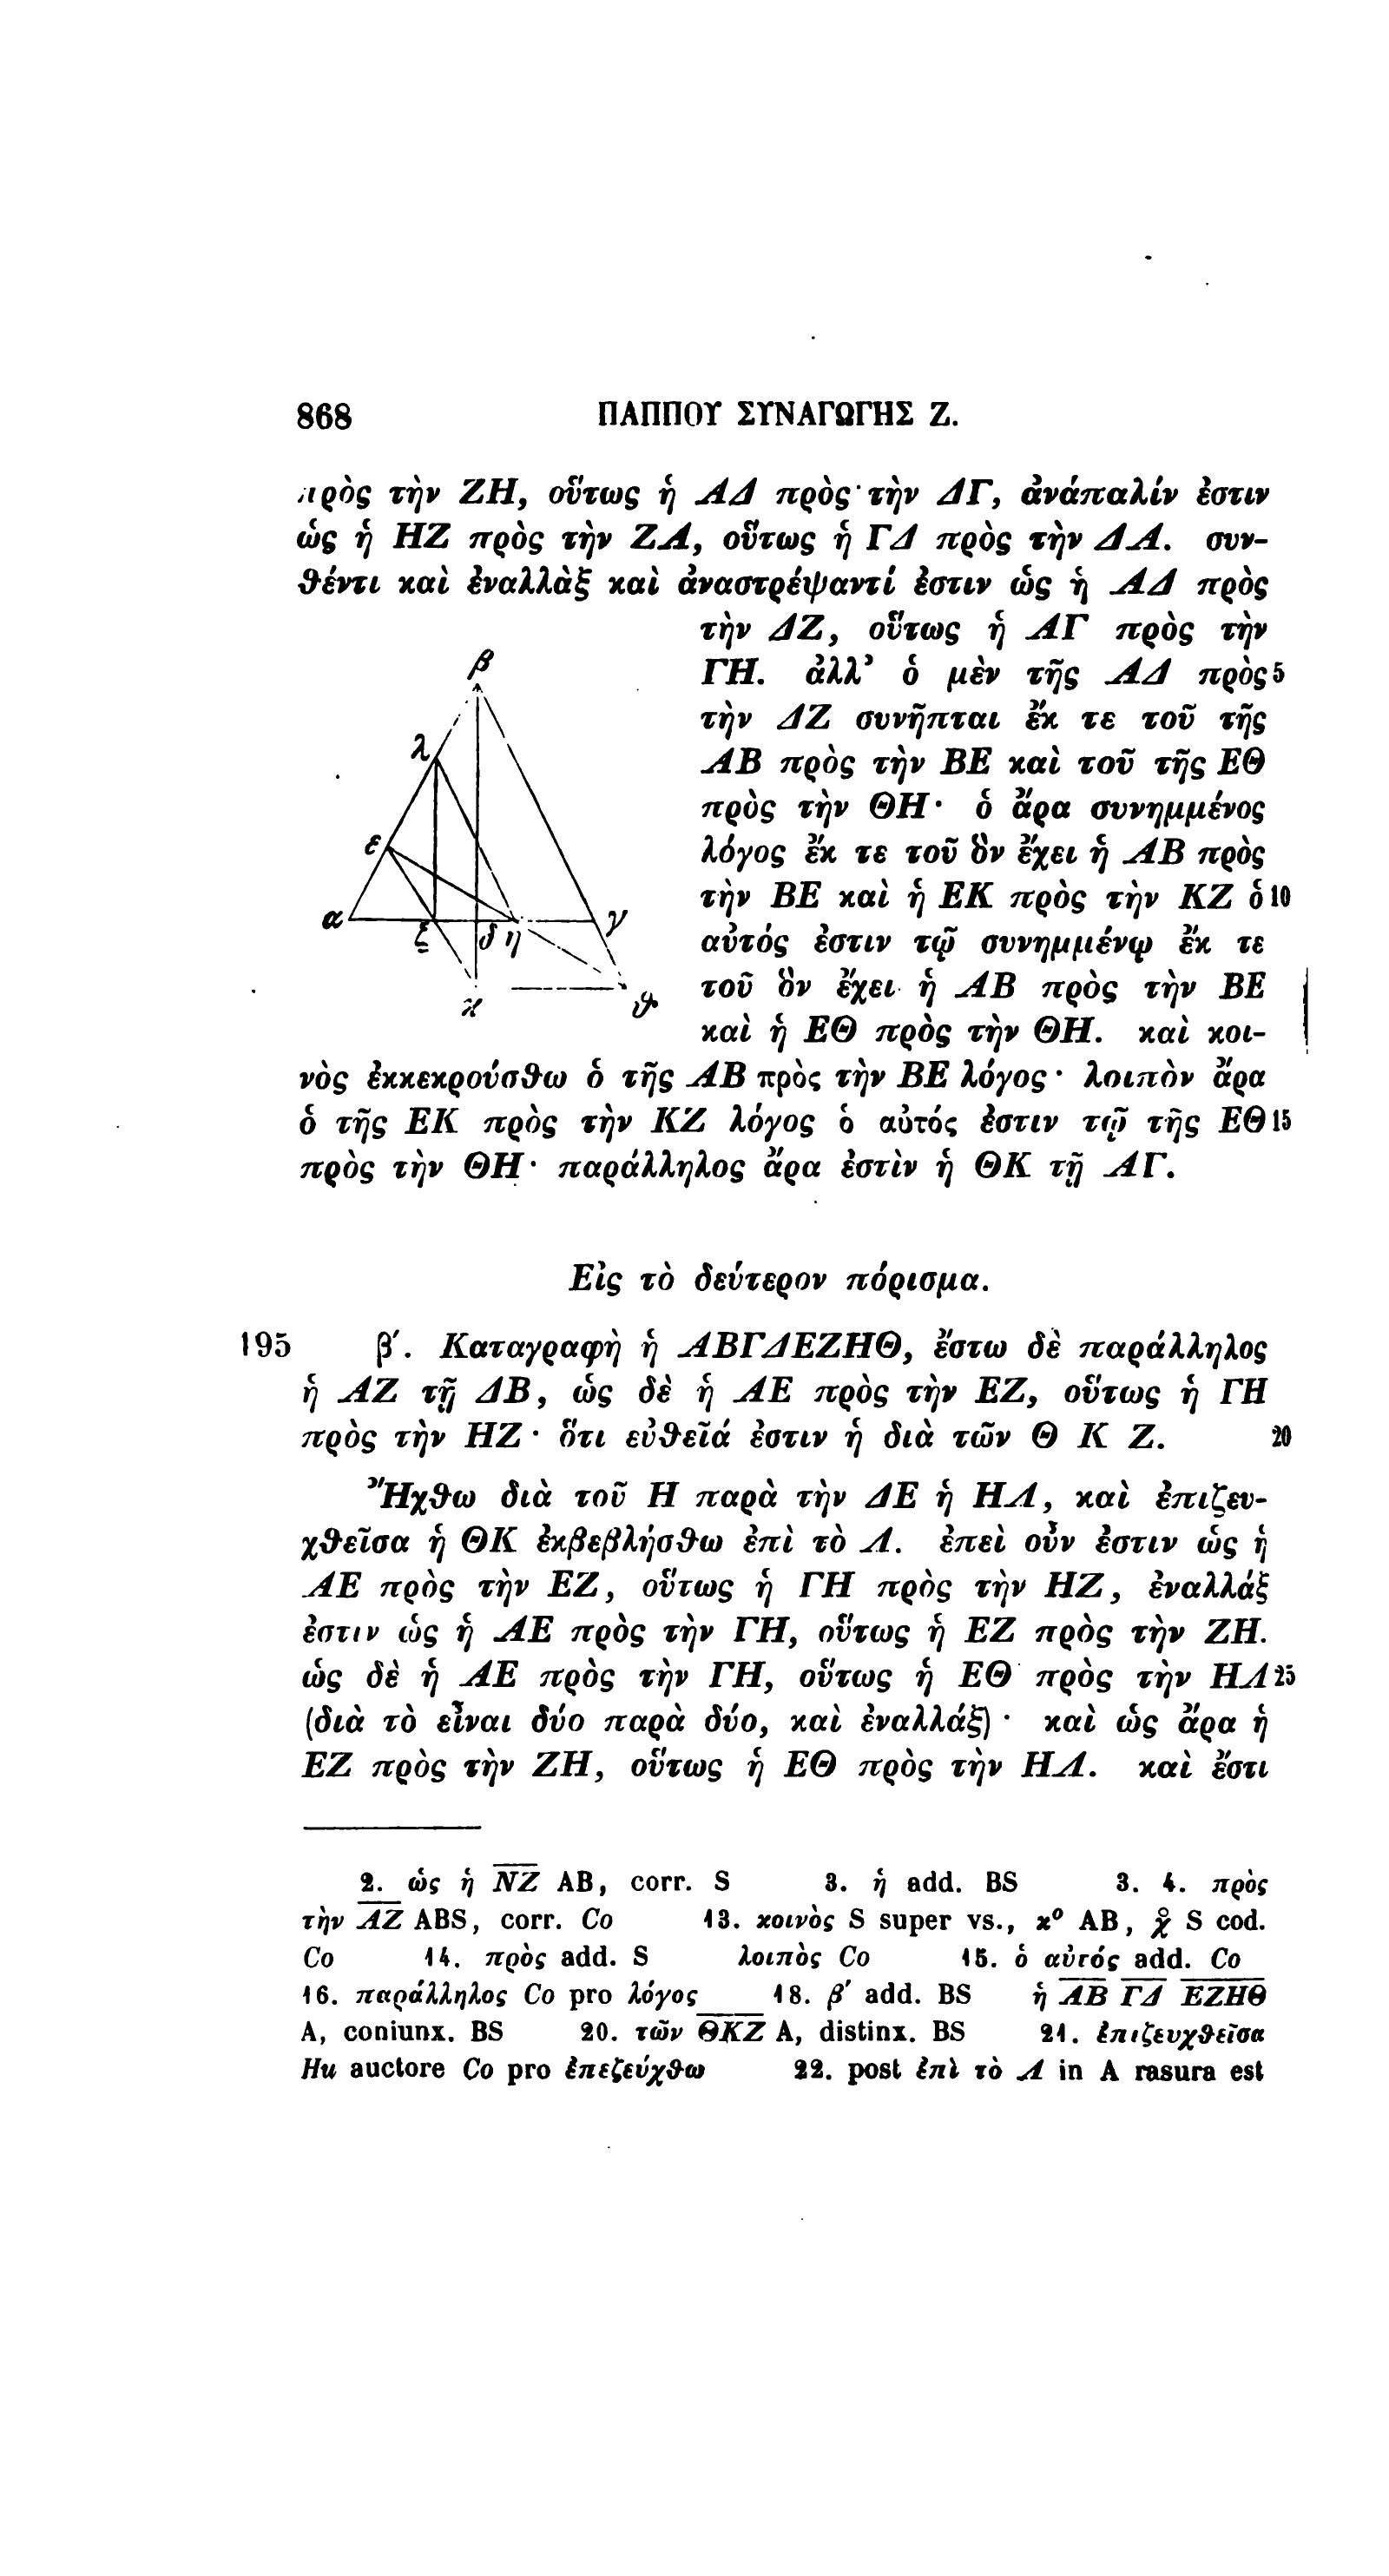 868 ΠΑΠΠΟΥ ΣΥΝΑΓΩΓΗΣ Ζ.
πρὸς τὴν ΖΗ, οὕτως ἡ ΑΔ πρὸς τὴν ΔΓ, ἀνάπαλίν ἐστιν
ὡς ἡ ΗΖ πρὸς τὴν ΖΑ, οὕτως ἡ ΓΔ πρὸς τὴν ΔΑ. συν-
θέντι καὶ ἐναλλὰξ καὶ ἀναστρέψαντί ἐστιν ὡς ἡ ΑΔ πρὸς
τὴν ΔΖ, οὕτως ἡ ΑΓ πρὸς τὴν
ΓΗ. ἀλλ' ὁ μὲν τῆς ΑΔ πρὸς 5
τὴν ΔΖ συνῆπται ἔκ τε τοῦ τῆς
ΑΒ πρὸς τὴν ΒΕ καὶ τοῦ τῆς ΕΘ
πρὸς τὴν ΘΗ· ὁ ἄρα συνημμένος
λόγος ἔκ τε τοῦ ὃν ἔχει ἡ ΑΒ πρὸς
τὴν ΒΕ καὶ ἡ ΕΚ πρὸς τὴν ΚΖ ὁ 10
αὐτός ἐστιν τῷ συνημμένῳ ἔκ τε
τοῦ ὃν ἔχει ἡ ΑΒ πρὸς τὴν ΒΕ
καὶ ἡ ΕΘ πρὸς τὴν ΘΗ. καὶ κοι-
νὸς ἐκκεκρούσθω ὁ τῆς ΑΒ πρὸς τὴν ΒΕ λόγος· λοιπὸν ἄρα
ὁ τῆς ΕΚ πρὸς τὴν ΚΖ λόγος ὁ αὐτός ἐστιν τῷ τῆς ΕΘ 15
πρὸς τὴν ΘΗ· παράλληλος ἄρα ἐστὶν ἡ ΘΚ τῇ ΑΓ.
β
λ
ε
α
ζ
δ
η
γ
κ
θ
Εἰς τὸ δεύτερον πόρισμα.
195 β΄. Καταγραφὴ ἡ ΑΒΓΔΕΖΗΘ, ἔστω δὲ παράλληλος
ἡ ΑΖ τῇ ΔΒ, ὡς δὲ ἡ ΑΕ πρὸς τὴν ΕΖ, οὕτως ἡ ΓΗ
πρὸς τὴν ΗΖ· ὅτι εὐθεῖά ἐστιν ἡ διὰ τῶν Θ Κ Ζ. 20
Ἤχθω διὰ τοῦ Η παρὰ τὴν ΔΕ ἡ ΗΛ, καὶ ἐπιζευ-
χθεῖσα ἡ ΘΚ ἐκβεβλήσθω ἐπὶ τὸ Λ. ἐπεὶ οὖν ἐστιν ὡς ἡ
ΑΕ πρὸς τὴν ΕΖ, οὕτως ἡ ΓΗ πρὸς τὴν ΗΖ, ἐναλλάξ
ἐστιν ὡς ἡ ΑΕ πρὸς τὴν ΓΗ, οὕτως ἡ ΕΖ πρὸς τὴν ΖΗ.
ὡς δὲ ἡ ΑΕ πρὸς τὴν ΓΗ, οὕτως ἡ ΕΘ πρὸς τὴν ΗΛ 25
(διὰ τὸ εἶναι δύο παρὰ δύο, καὶ ἐναλλάξ)· καὶ ὡς ἄρα ἡ
ΕΖ πρὸς τὴν ΖΗ, οὕτως ἡ ΕΘ πρὸς τὴν ΗΛ. καὶ ἔστι
2. ὡς ἡ ΝΖ AB, corr. S 3. ἡ add. BS 3. 4. πρὸς
τὴν ΑΖ ABS, corr. Co 13. κοινὸς S super vs., κ⁰ AB, S cod.
Co 14. πρὸς add. S λοιπὸς Co 15. ὁ αὐτός add. Co
16. παράλληλος Co pro λόγος 18. β΄ add. BS ἡ ΑΒ ΓΔ ΕΖΗΘ
A, coniunx. BS 20. τῶν ΘΚΖ A, distinx. BS 21. ἐπιζευχθεῖσα
Hu auctore Co pro ἐπεζεύχθω 22. post ἐπὶ τὸ Λ in A rasura est